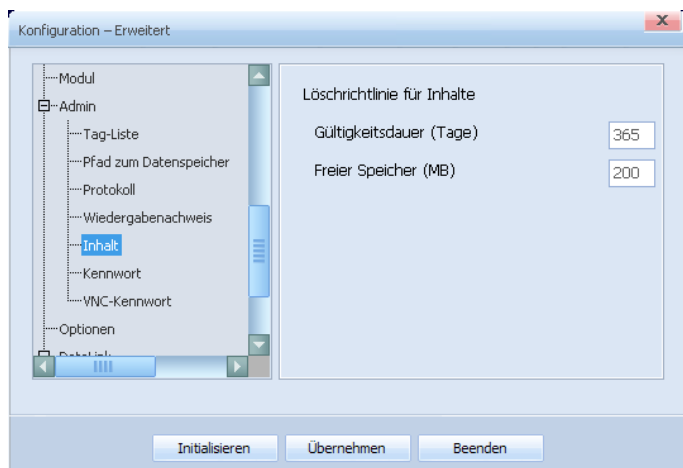 Konfiguration – Erweitert
X
Modul
Admin
Tag-Liste
Pfad zum Datenspeicher
Protokoll
Wiedergabenachweis
Inhalt
Kennwort
VNC-Kennwort
Optionen
DataLink
Löschrichtlinie für Inhalte
Gültigkeitsdauer (Tage) 365
Freier Speicher (MB) 200
Initialisieren Übernehmen Beenden